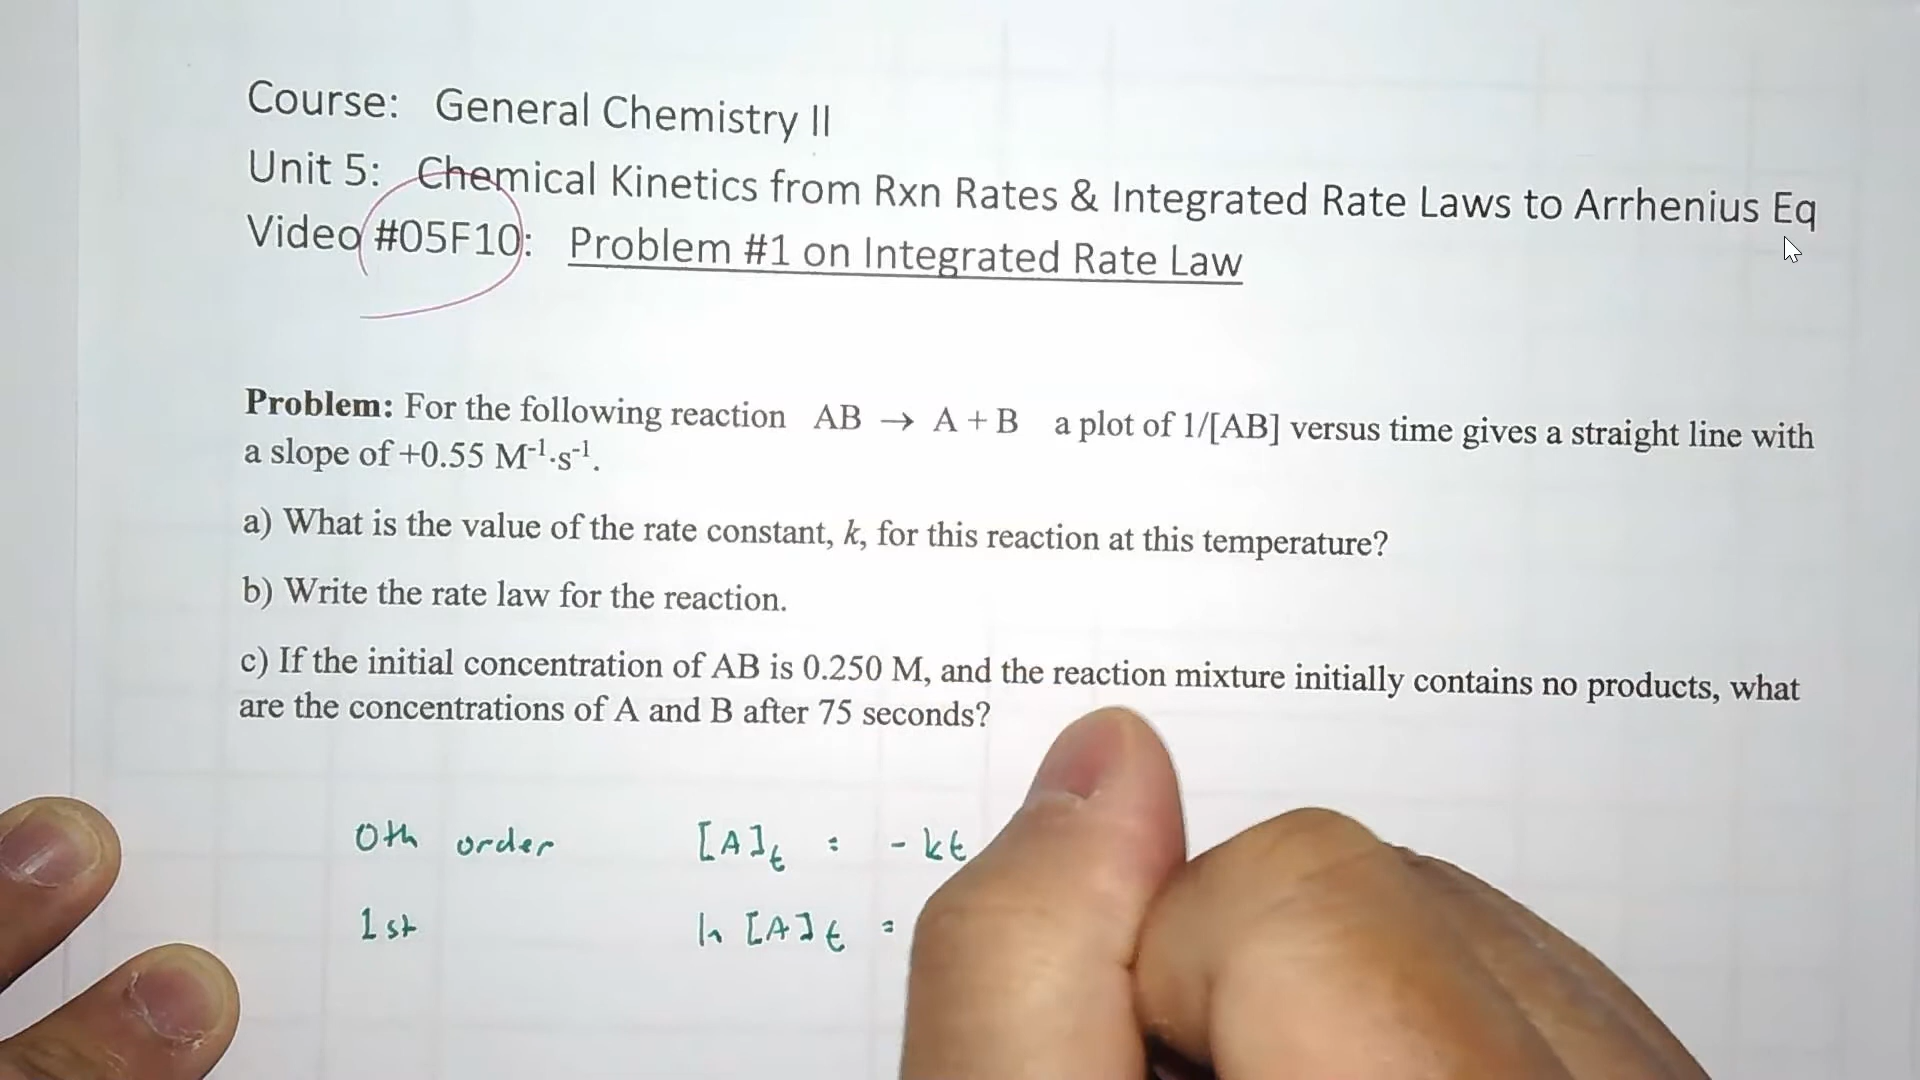 Course: General Chemistry II
Unit 5: Chemical Kinetics from Rxn Rates & Integrated Rate Laws to Arrhenius Eq
Video #05F10: Problem #1 on Integrated Rate Law
Problem: For the following reaction AB → A + B a plot of 1/[AB] versus time gives a straight line with
a slope of +0.55 M⁻¹·s⁻¹.
a) What is the value of the rate constant, k, for this reaction at this temperature?
b) Write the rate law for the reaction.
c) If the initial concentration of AB is 0.250 M, and the reaction mixture initially contains no products, what
are the concentrations of A and B after 75 seconds?
0th order [A]t = - kt
1st ln [A]t =